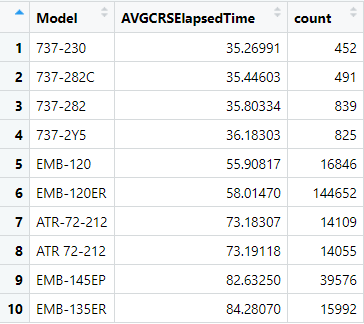 Model AVGCRSElapsedTime count
1 737-230 35.26991 452
2 737-282C 35.44603 491
3 737-282 35.80334 839
4 737-2Y5 36.18303 825
5 EMB-120 55.90817 16846
6 EMB-120ER 58.01470 144652
7 ATR-72-212 73.18307 14109
8 ATR 72-212 73.19118 14055
9 EMB-145EP 82.63250 39576
10 EMB-135ER 84.28070 15992